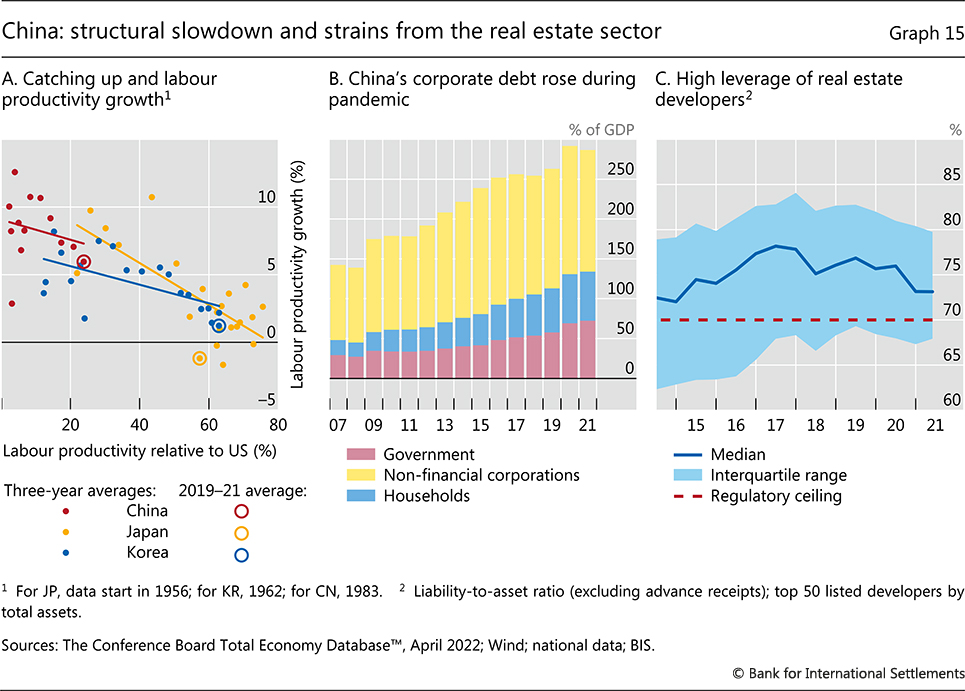 China: structural slowdown and strains from the real estate sector
Graph 15
A. Catching up and labour
productivity growth¹
B. China’s corporate debt rose during
pandemic
C. High leverage of real estate
developers²
10
5
0
–5
Labour productivity growth (%)
20
40
60
80
Labour productivity relative to US (%)
Three-year averages:
2019–21 average:
China
Japan
Korea
% of GDP
250
200
150
100
50
0
07 09 11 13 15 17 19 21
Government
Non-financial corporations
Households
%
85
80
75
70
65
60
15 16 17 18 19 20 21
Median
Interquartile range
Regulatory ceiling
¹ For JP, data start in 1956; for KR, 1962; for CN, 1983. ² Liability-to-asset ratio (excluding advance receipts); top 50 listed developers by
total assets.
Sources: The Conference Board Total Economy Database™, April 2022; Wind; national data; BIS.
© Bank for International Settlements